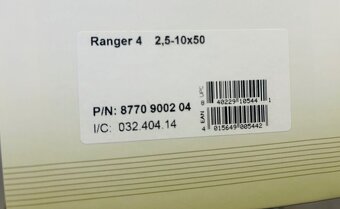 Ranger 4 2,5-10x50
P/N: 8770 9002 04
I/C: 032.404.14
UPC
8 40229 10544 1
EAN
4 015649 005442